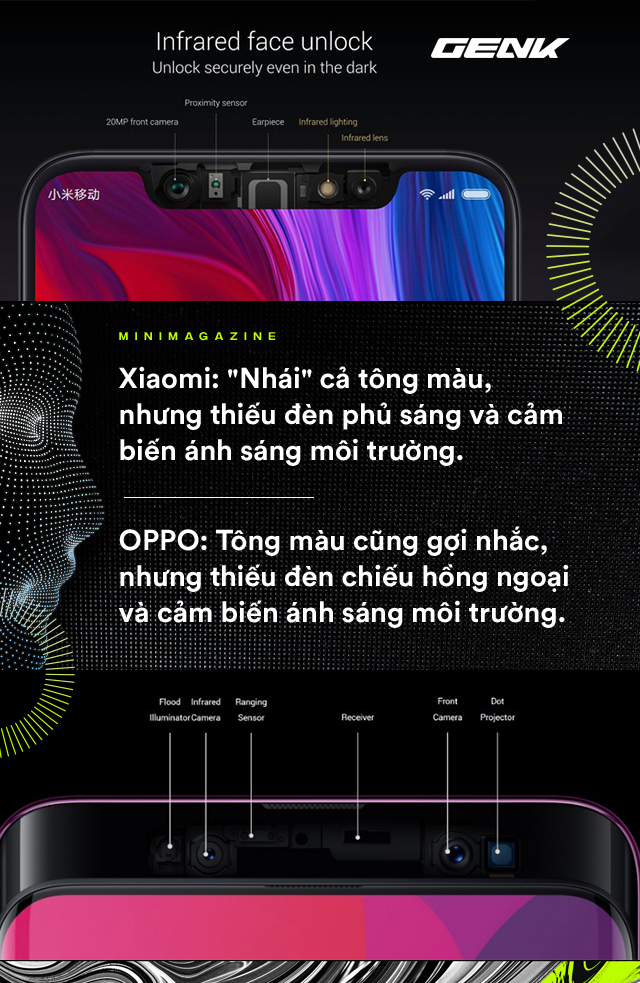 Infrared face unlock
Unlock securely even in the dark
GENK
Proximity sensor
20MP front camera
Earpiece
Infrared lighting
Infrared lens
小米移动
MINIMAGAZINE
Xiaomi: "Nhái" cả tông màu,
nhưng thiếu đèn phủ sáng và cảm
biến ánh sáng môi trường.
OPPO: Tông màu cũng gợi nhắc,
nhưng thiếu đèn chiếu hồng ngoại
và cảm biến ánh sáng môi trường.
Flood
Illuminator
Infrared
Camera
Ranging
Sensor
Receiver
Front
Camera
Dot
Projector